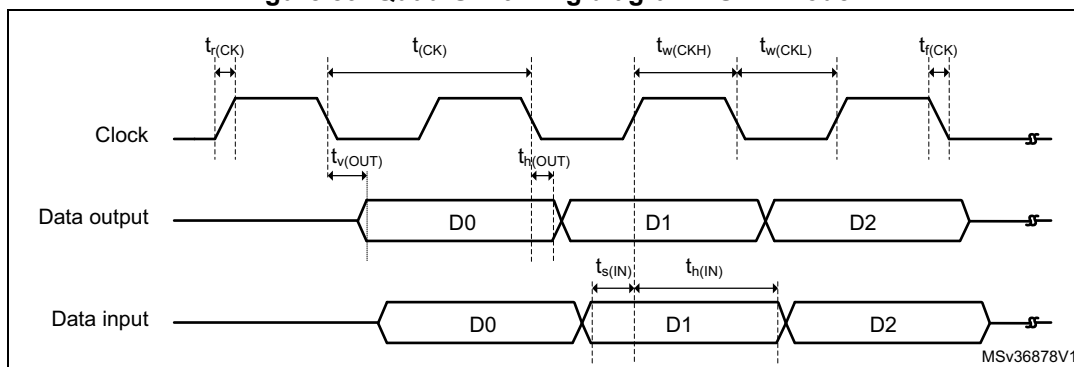 t_r(CK) t_(CK) t_w(CKH) t_w(CKL) t_f(CK)
Clock
t_v(OUT) t_h(OUT)
Data output D0 D1 D2
t_s(IN) t_h(IN)
Data input D0 D1 D2
MSv36878V1